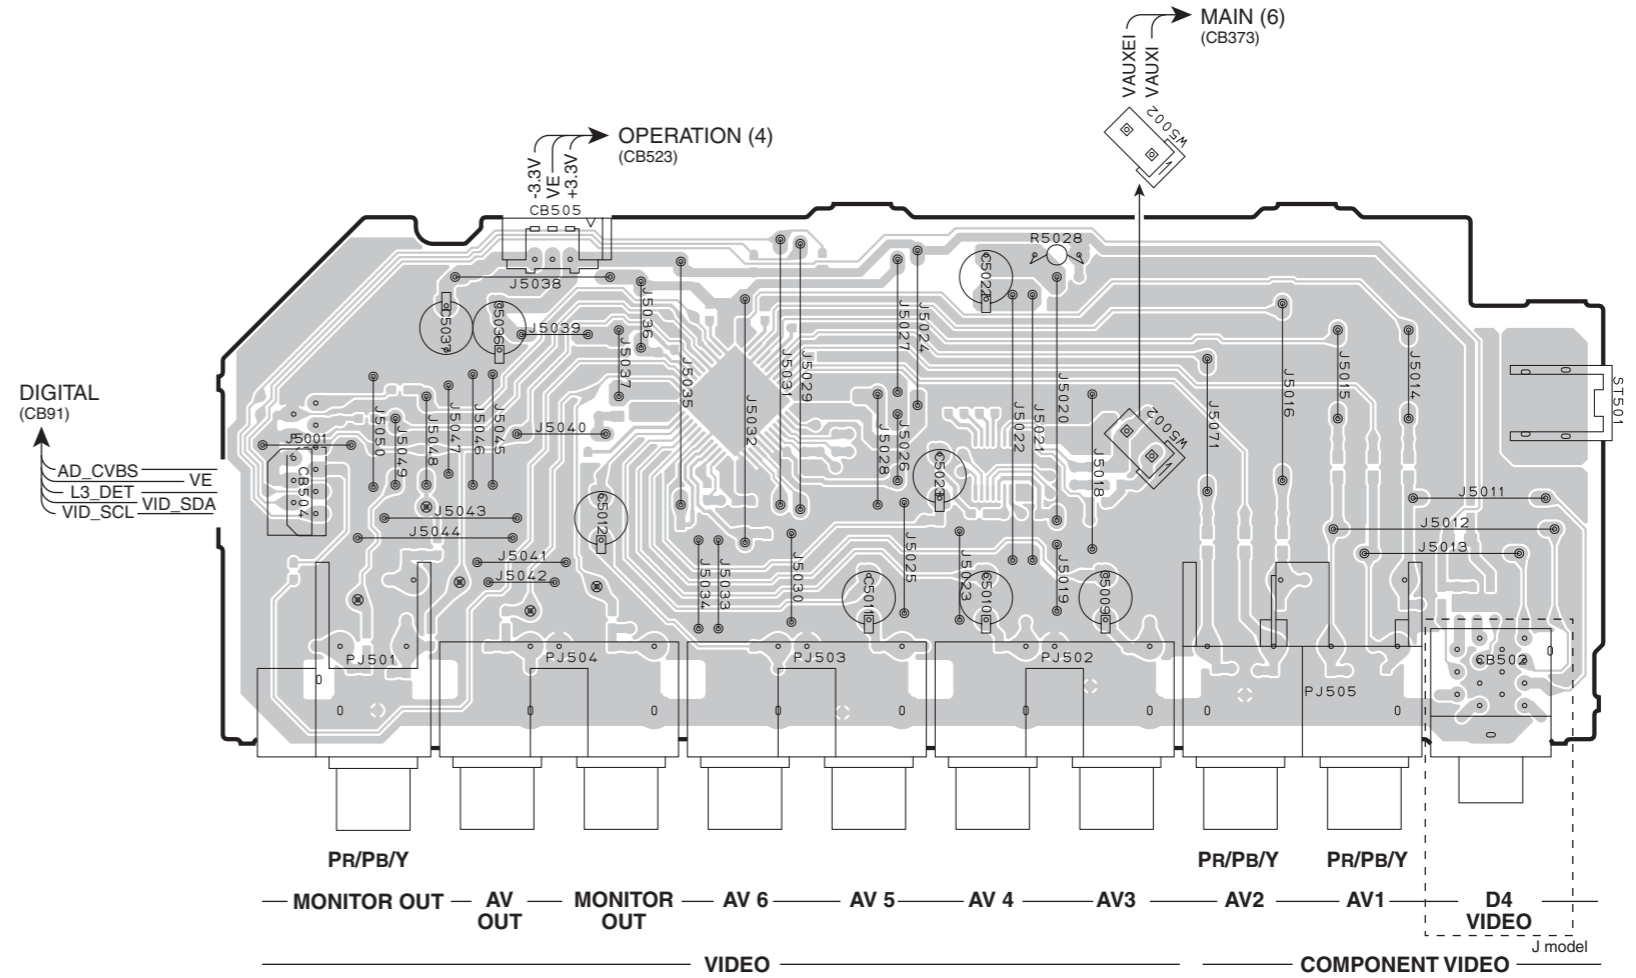 MAIN (6)
(CB373)
VAUXEI
VAUXI
W5002
OPERATION (4)
(CB523)
-3.3V
VE
+3.3V
CB505
R5028
C5022
J5038
J5036
C5037
C5036
J5039
J5037
J5035
J5032
J5031
J5029
J5027
J5024
J5020
J5022
J5021
J5071
J5016
J5015
J5014
ST501
DIGITAL
(CB91)
AD_CVBS
VE
L3_DET
VID_SDA
VID_SCL
J5001
CB504
J5050
J5049
J5048
J5047
J5046
J5045
J5040
J5028
J5026
C5021
W5002
J5018
J5011
J5012
J5013
J5043
J5044
C5012
J5041
J5042
J5034
J5033
J5030
J5025
C5011
J5023
C5010
J5019
C5009
PJ501
PJ504
PJ503
PJ502
PJ505
CB502
PR/PB/Y
PR/PB/Y
PR/PB/Y
MONITOR OUT
AV
OUT
MONITOR
OUT
AV 6
AV 5
AV 4
AV3
AV2
AV1
D4
VIDEO
J model
VIDEO
COMPONENT VIDEO